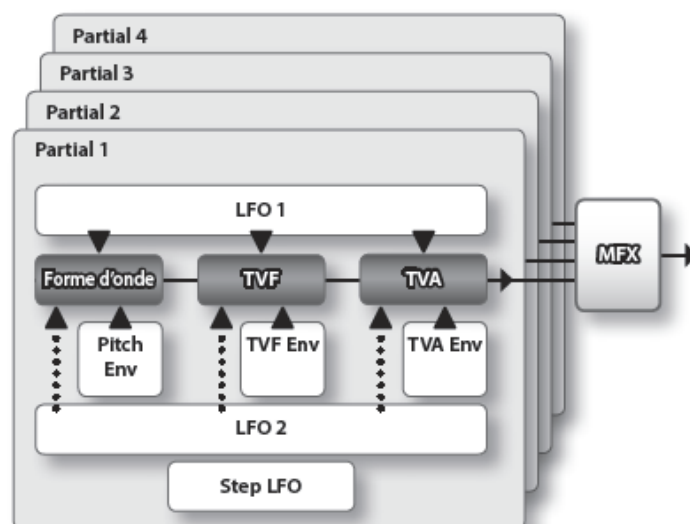 Partial 4
Partial 3
Partial 2
Partial 1
LFO 1
Forme d'onde
TVF
TVA
MFX
Pitch
Env
TVF Env
TVA Env
LFO 2
Step LFO